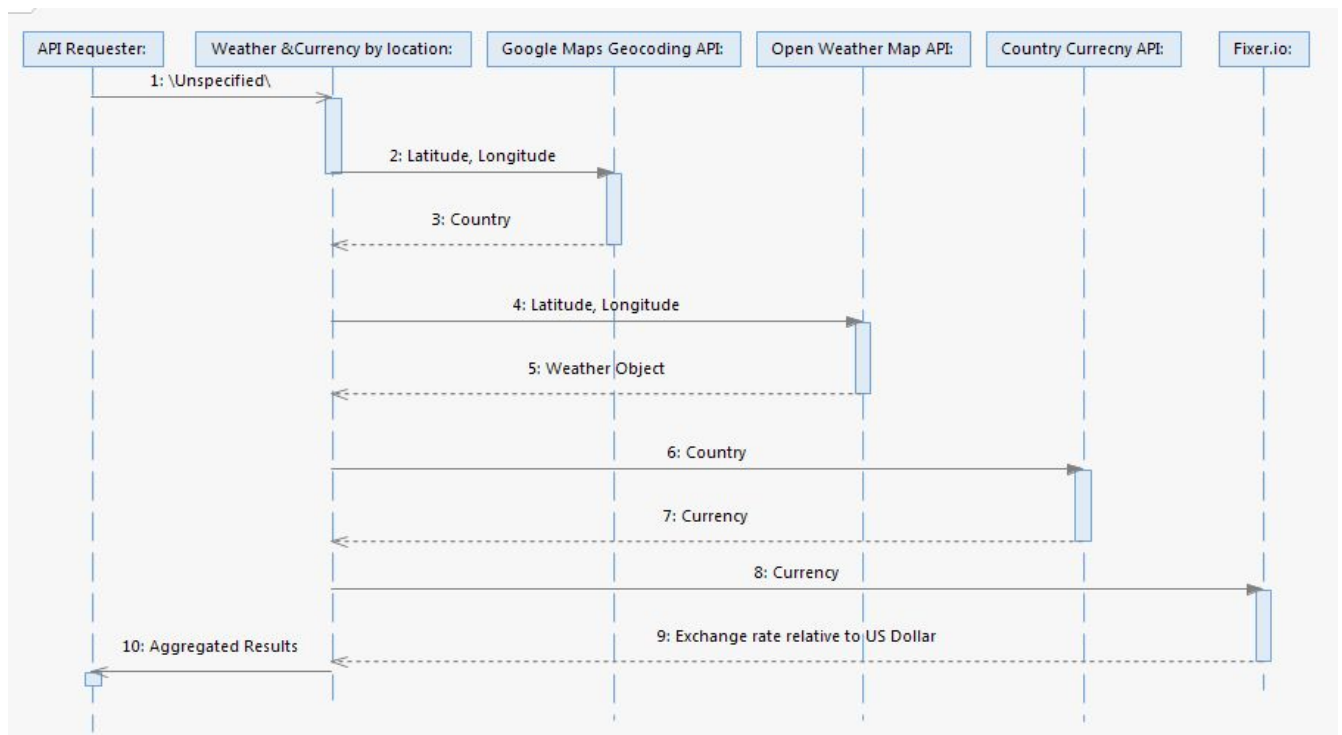 API Requester:
Weather &Currency by location:
Google Maps Geocoding API:
Open Weather Map API:
Country Currecny API:
Fixer.io:
1: \Unspecified\
2: Latitude, Longitude
3: Country
4: Latitude, Longitude
5: Weather Object
6: Country
7: Currency
8: Currency
9: Exchange rate relative to US Dollar
10: Aggregated Results